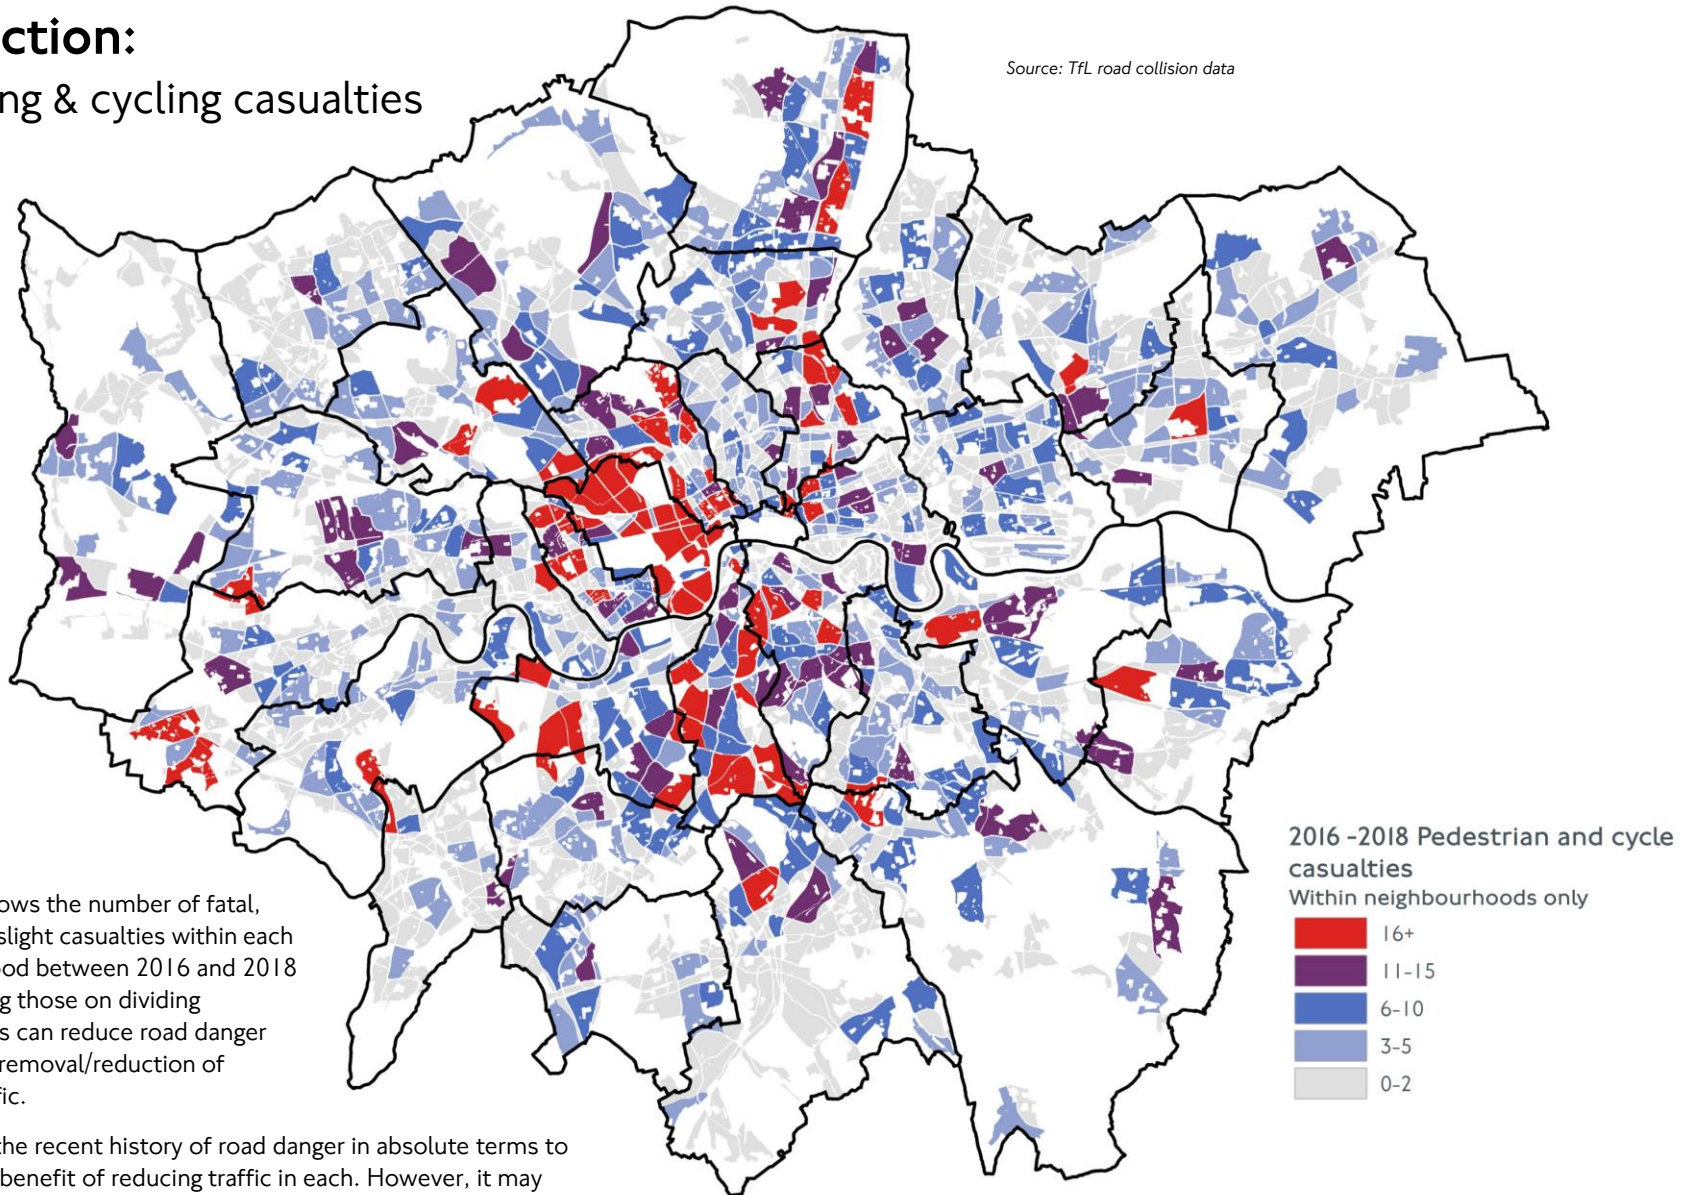 ction:
ng & cycling casualties
Source: TfL road collision data
ows the number of fatal,
slight casualties within each
ood between 2016 and 2018
g those on dividing
s can reduce road danger
removal/reduction of
fic.
the recent history of road danger in absolute terms to
benefit of reducing traffic in each. However, it may
2016 -2018 Pedestrian and cycle
casualties
Within neighbourhoods only
16+
11-15
6-10
3-5
0-2